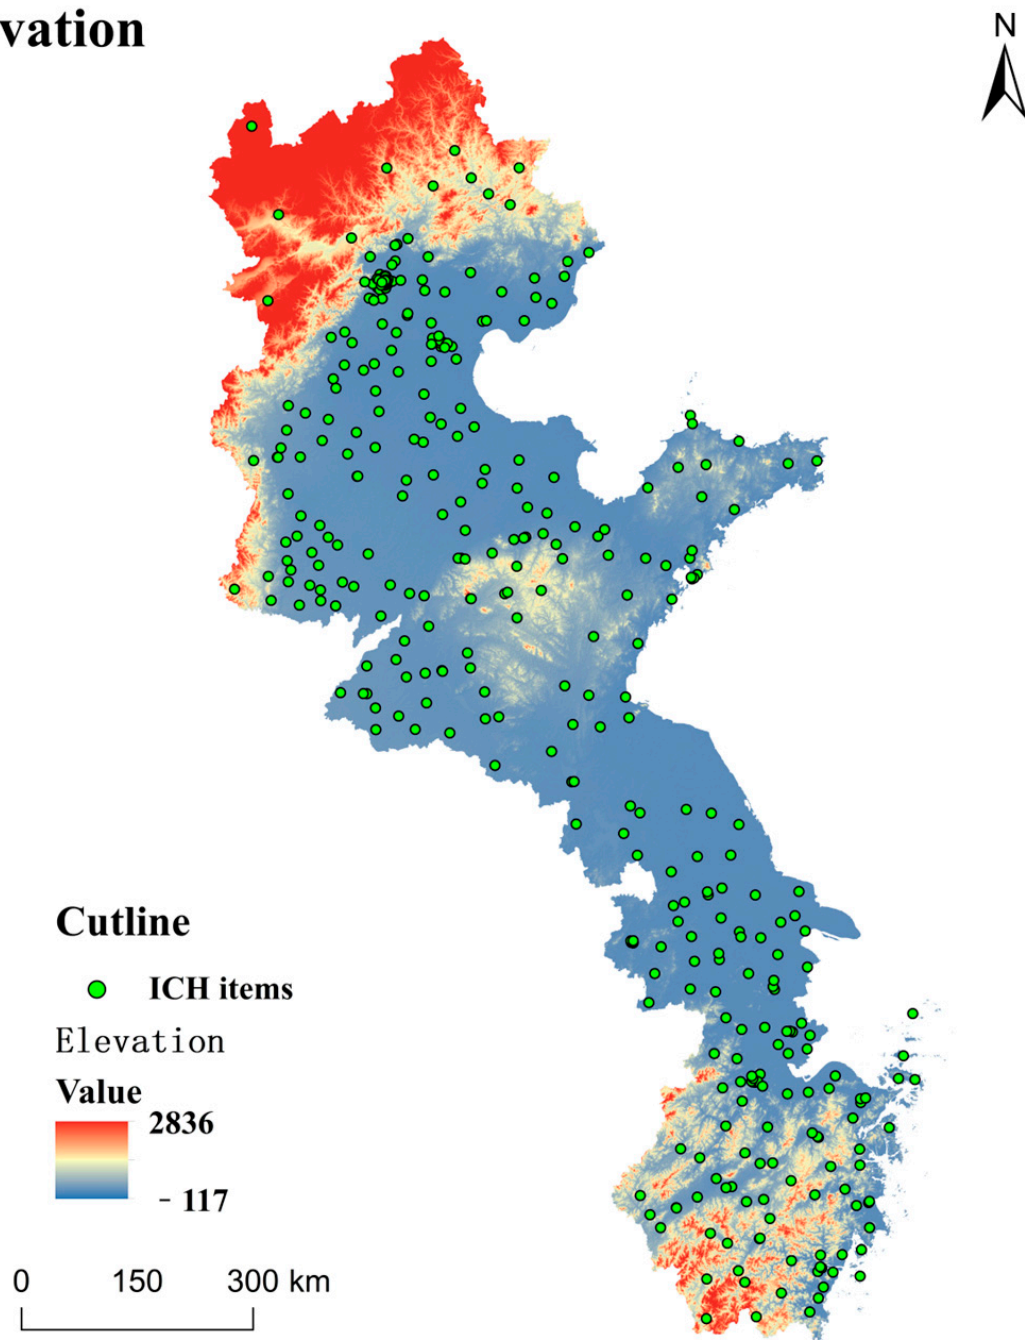 vation
N
Cutline
ICH items
Elevation
Value
2836
- 117
0 150 300 km